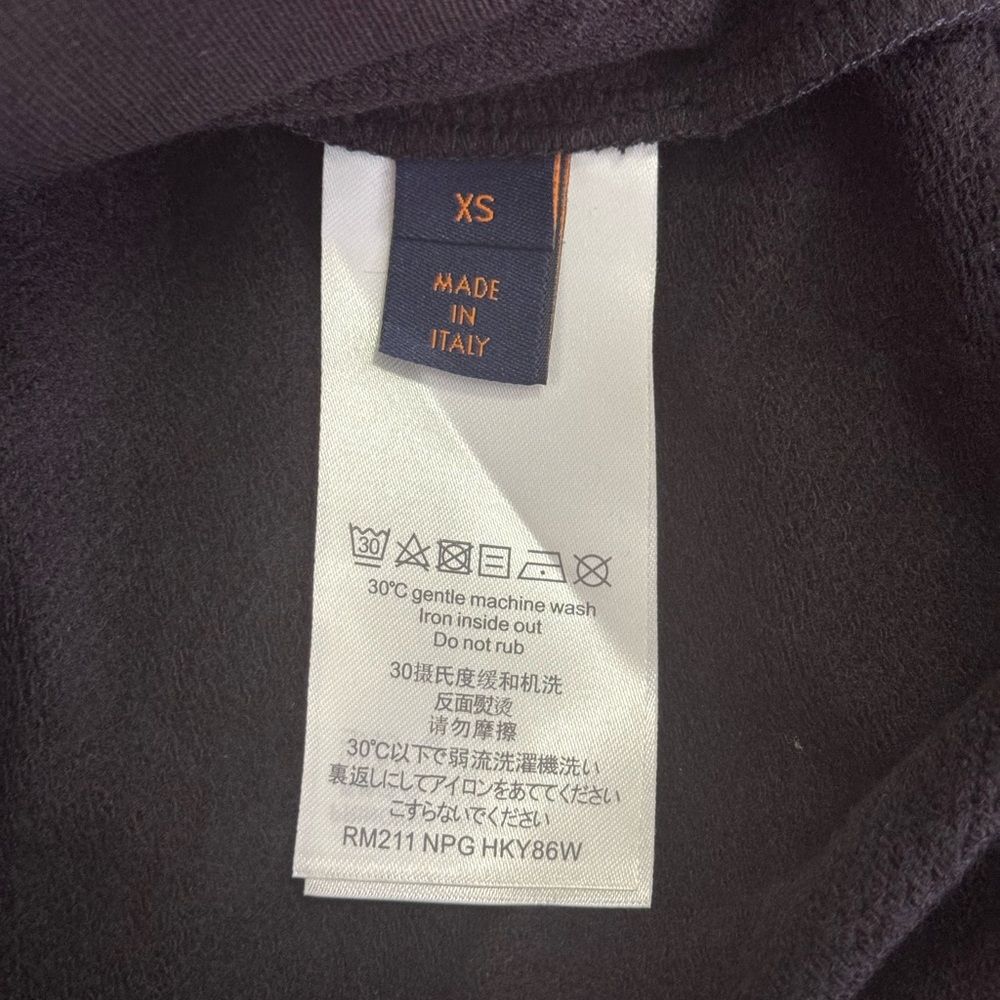 XS
MADE
IN
ITALY
30
30°C gentle machine wash
Iron inside out
Do not rub
30摄氏度缓和机洗
反面熨烫
请勿摩擦
30℃以下で弱流洗濯機洗い
裏返しにしてアイロンをあててください
こすらないでください
RM211 NPG HKY86W